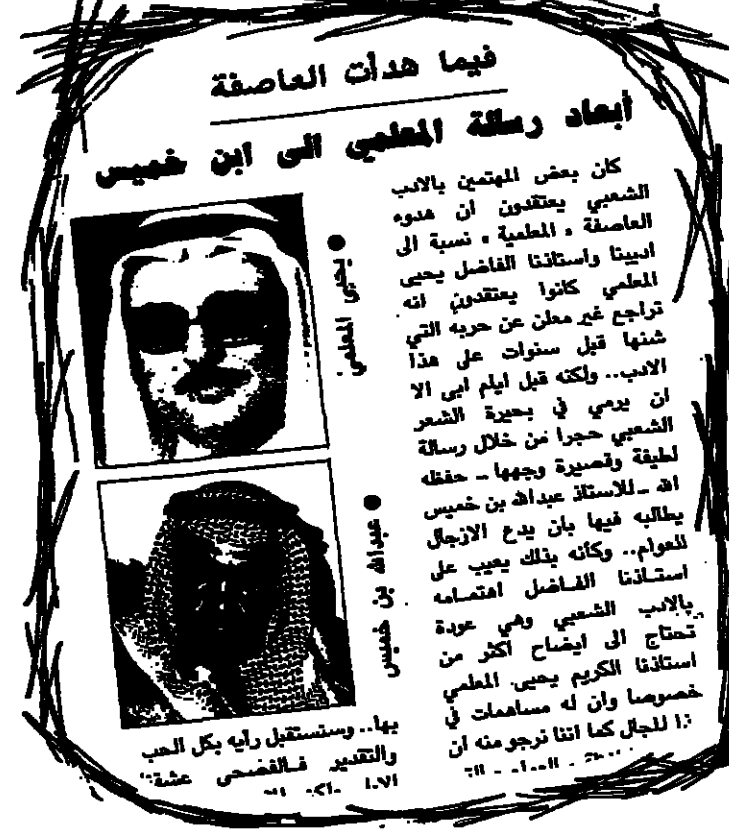 فيما هدأت العاصفة
أبعاد رسالة المعلمي الى ابن خميس
كان بعض المهتمين بالادب
الشعبي يعتقدون ان هدوء
العاصفة « المعلمية » نسبة الى
اديبنا واستاذنا الفاضل يحيى
المعلمي كانوا يعتقدون انه
تراجع غير معلن عن حربه التي
شنها قبل سنوات على هذا
الادب.. ولكنه قبل ايام ابى الا
ان يرمي في بحيرة الشعر
الشعبي حجرا من خلال رسالة
لطيفة وقصيرة وجهها ــ حفظه
الله ــ للاستاذ عبدالله بن خميس
يطالبه فيها بان يدع الازجال
للعوام.. وكأنه بذلك يعيب على
استاذنا الفاضل اهتمامه
بالادب الشعبي وهي عودة
تحتاج الى ايضاح اكثر من
استاذنا الكريم يحيى المعلمي
خصوصا وان له مساهمات في
ذا المجال كما اننا نرجو منه ان
● يحيى المعلمي
● عبدالله بن خميس
بها.. وسنستقبل رأيه بكل الحب
والتقدير فالفصحى عشقنا